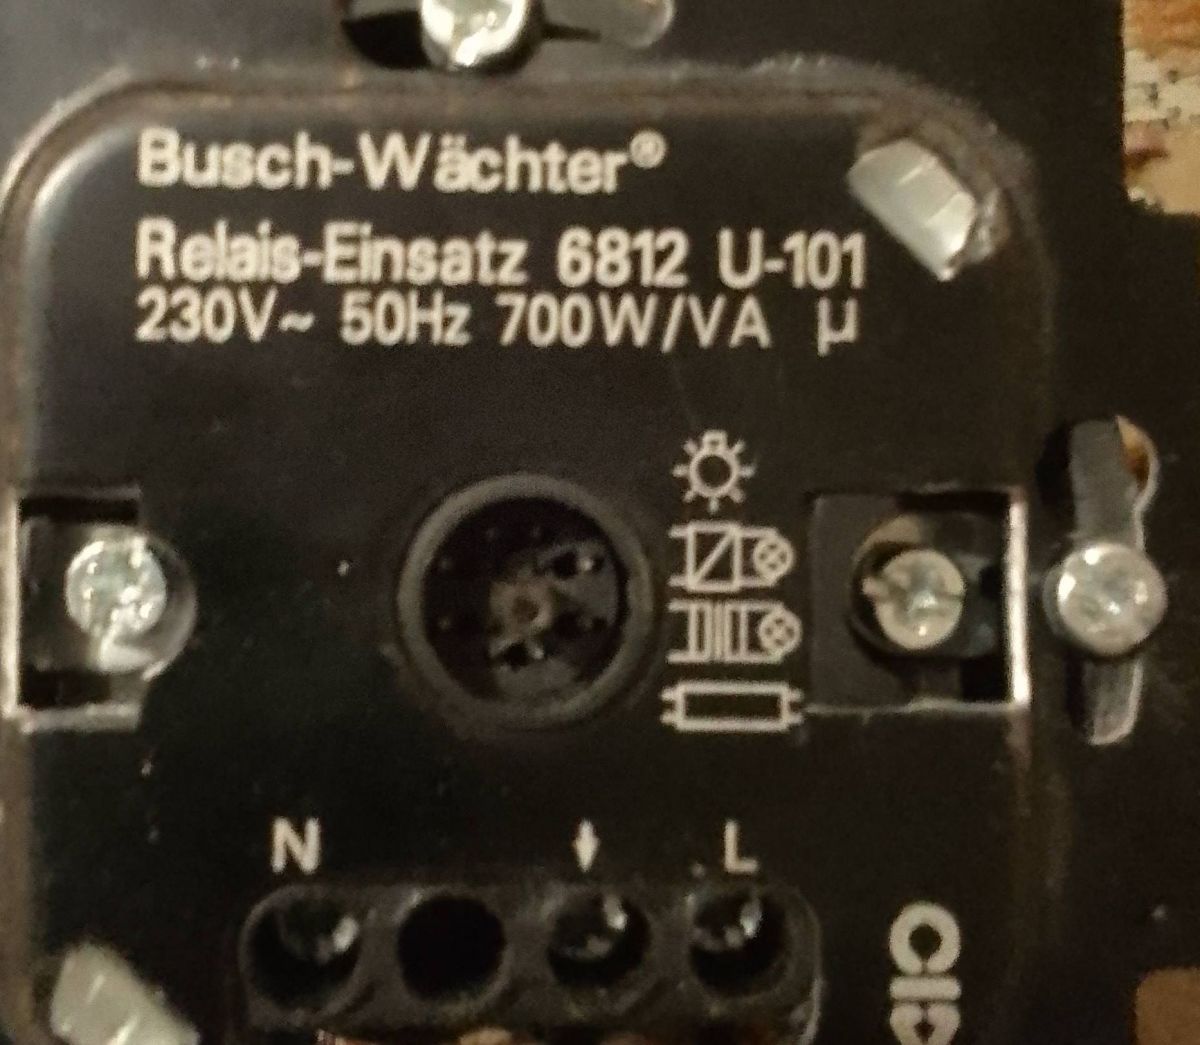 Busch-Wächter®
Relais-Einsatz 6812 U-101
230V~ 50Hz 700W/VA µ
N L